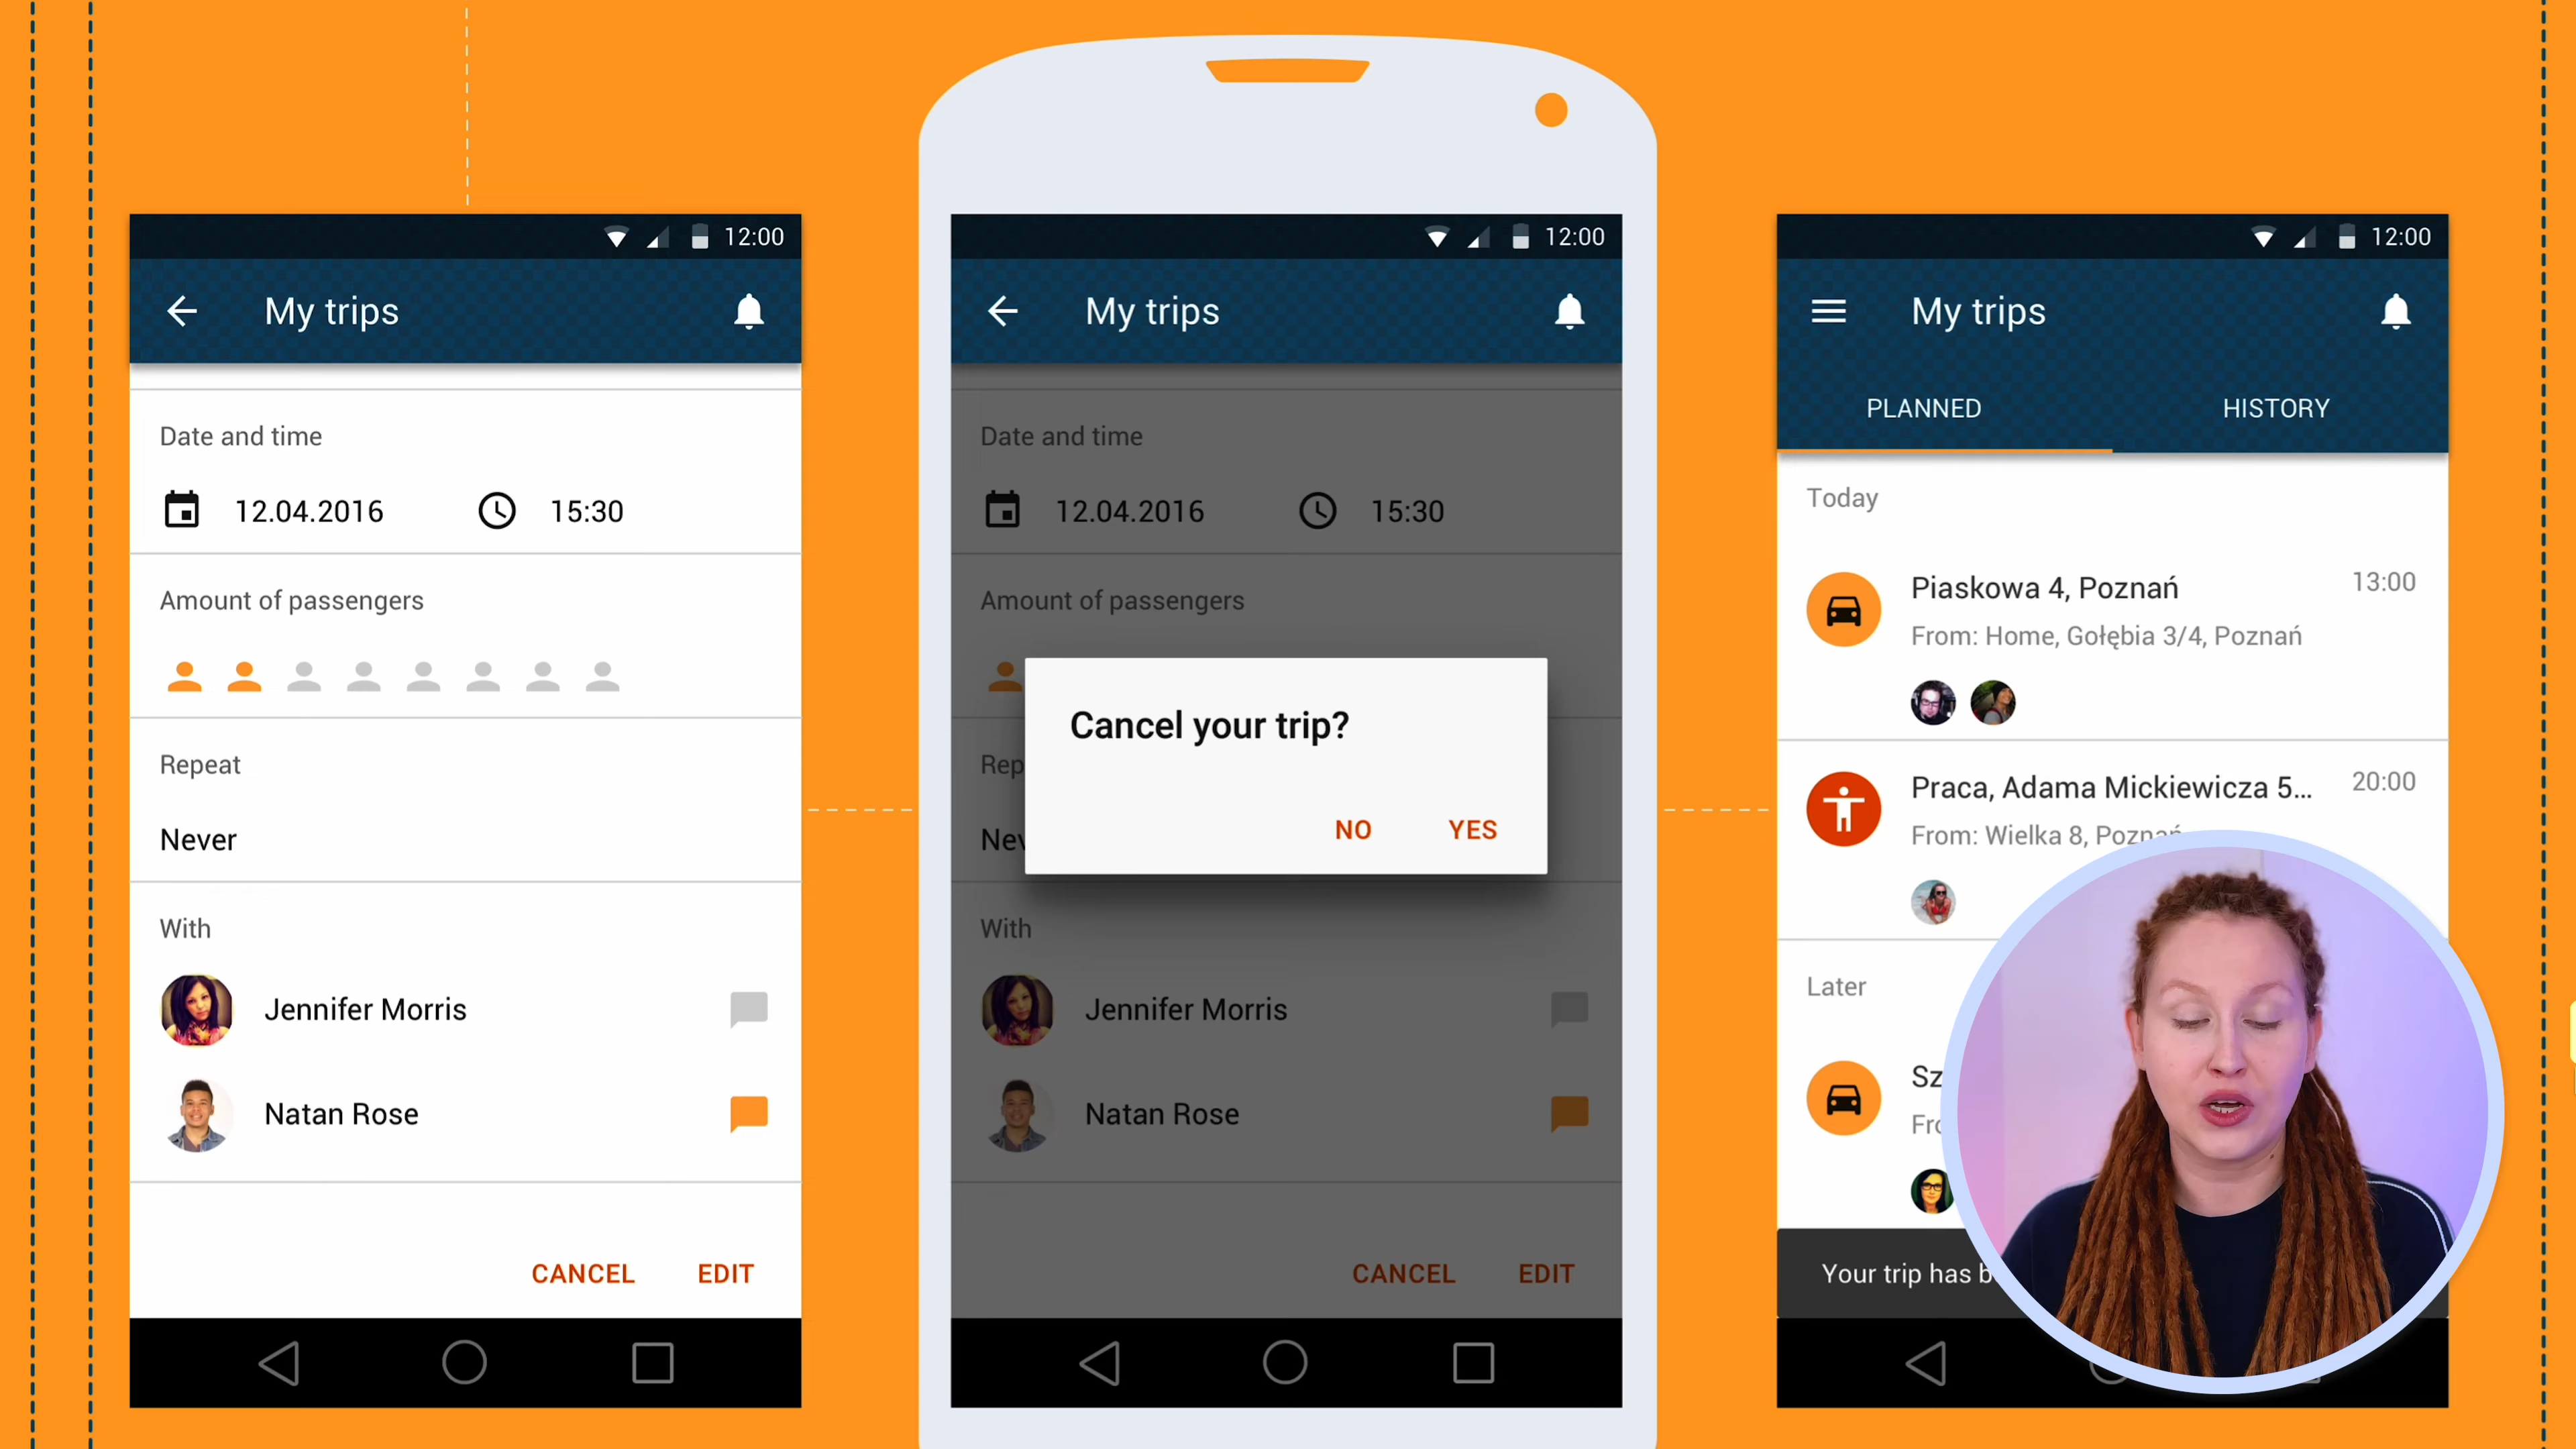 12:00
My trips
Date and time
12.04.2016 15:30
Amount of passengers
Repeat
Never
With
Jennifer Morris
Natan Rose
CANCEL EDIT
12:00
My trips
Date and time
12.04.2016 15:30
Amount of passengers
Rep
Nev
Cancel your trip?
NO YES
With
Jennifer Morris
Natan Rose
CANCEL EDIT
12:00
My trips
PLANNED HISTORY
Today
Piaskowa 4, Poznań 13:00
From: Home, Gołębia 3/4, Poznań
Praca, Adama Mickiewicza 5... 20:00
From: Wielka 8, Poznań
Later
Sz
Fro
Your trip has b